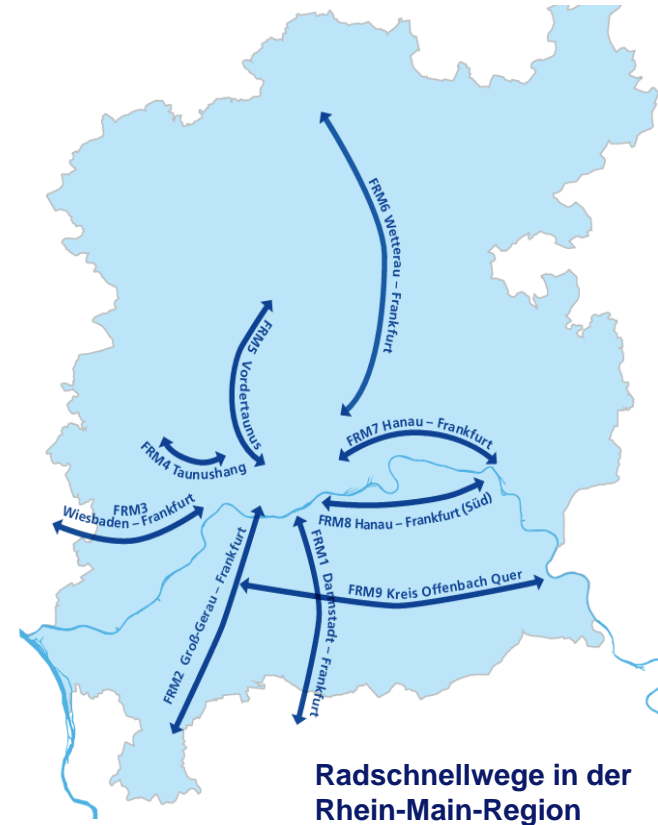 FRM6 Wetterau – Frankfurt
FRM5 Vordertaunus
FRM7 Hanau – Frankfurt
FRM4 Taunushang
FRM3
Wiesbaden – Frankfurt
FRM8 Hanau – Frankfurt (Süd)
FRM1 Darmstadt – Frankfurt
FRM2 Groß-Gerau – Frankfurt
FRM9 Kreis Offenbach Quer
Radschnellwege in der
Rhein-Main-Region